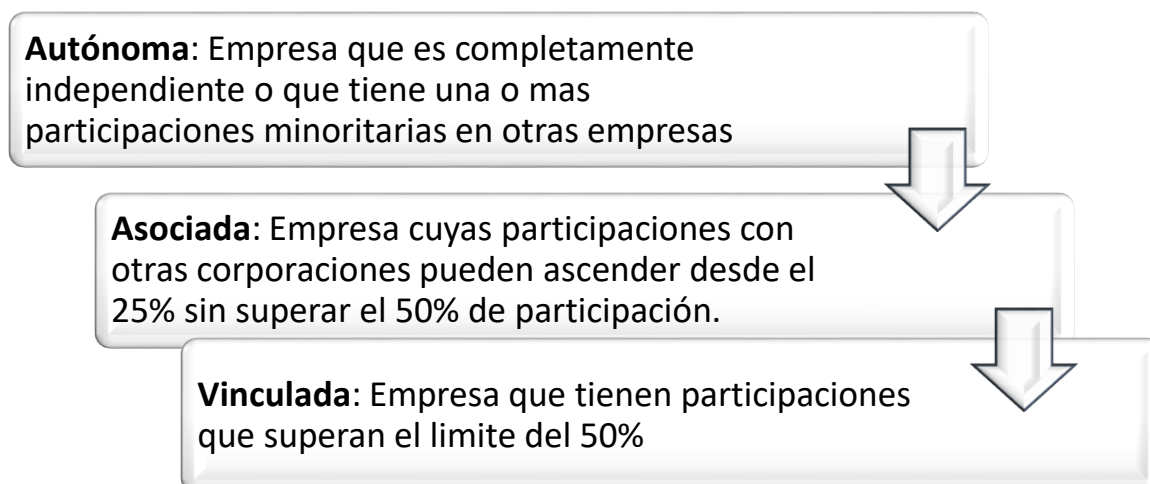 Autónoma: Empresa que es completamente
independiente o que tiene una o mas
participaciones minoritarias en otras empresas
Asociada: Empresa cuyas participaciones con
otras corporaciones pueden ascender desde el
25% sin superar el 50% de participación.
Vinculada: Empresa que tienen participaciones
que superan el limite del 50%